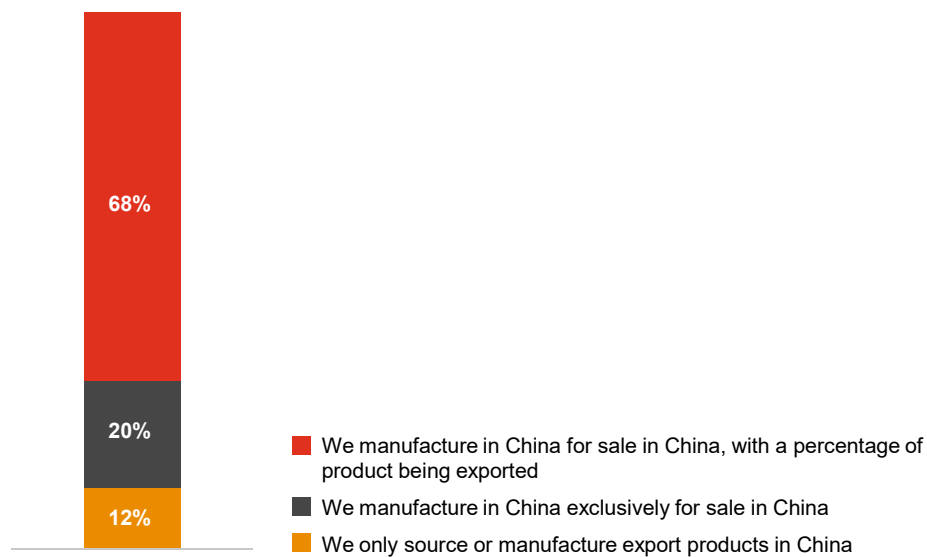 68%
20%
12%
We manufacture in China for sale in China, with a percentage of
product being exported
We manufacture in China exclusively for sale in China
We only source or manufacture export products in China